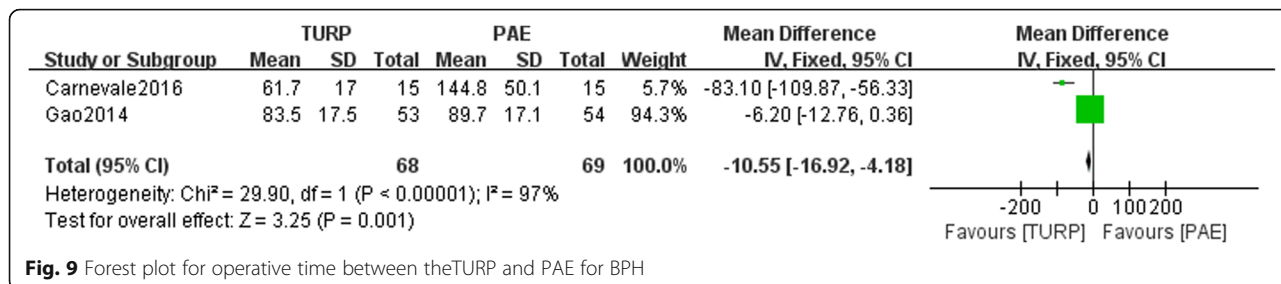 TURP PAE Mean Difference Mean Difference
Study or Subgroup Mean SD Total Mean SD Total Weight IV, Fixed, 95% CI IV, Fixed, 95% CI
Carnevale2016 61.7 17 15 144.8 50.1 15 5.7% -83.10 [-109.87, -56.33]
Gao2014 83.5 17.5 53 89.7 17.1 54 94.3% -6.20 [-12.76, 0.36]
Total (95% CI) 68 69 100.0% -10.55 [-16.92, -4.18]
Heterogeneity: Chi² = 29.90, df = 1 (P < 0.00001); I² = 97%
Test for overall effect: Z = 3.25 (P = 0.001)
-200 0 100 200
Favours [TURP] Favours [PAE]
Fig. 9 Forest plot for operative time between theTURP and PAE for BPH